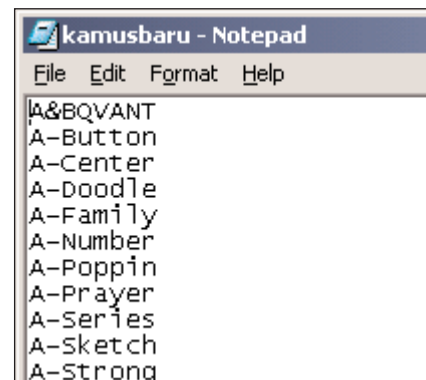 kamusbaru - Notepad
File Edit Format Help
A&BQVANT
A-Button
A-Center
A-Doodle
A-Family
A-Number
A-Poppin
A-Prayer
A-Series
A-Sketch
A-Strong